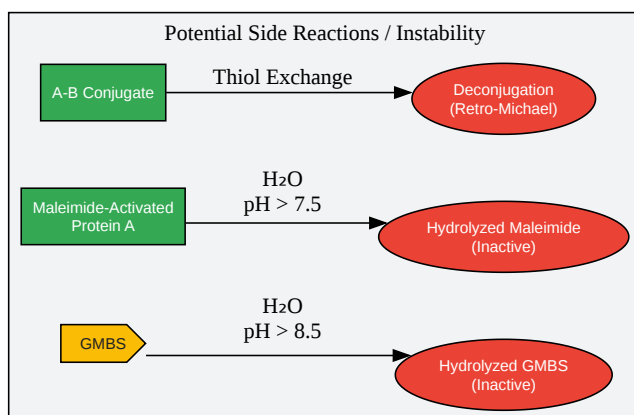 Potential Side Reactions / Instability
A-B Conjugate
Thiol Exchange
Deconjugation
(Retro-Michael)
Maleimide-Activated
Protein A
H₂O
pH > 7.5
Hydrolyzed Maleimide
(Inactive)
GMBS
H₂O
pH > 8.5
Hydrolyzed GMBS
(Inactive)